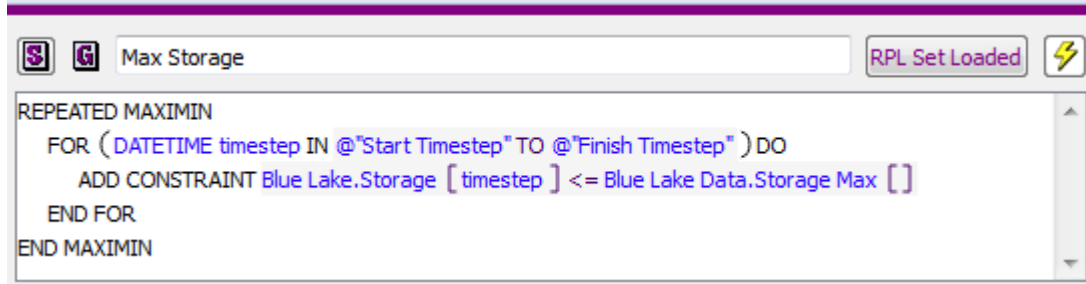 S G Max Storage RPL Set Loaded
REPEATED MAXIMIN
FOR ( DATETIME timestep IN @"Start Timestep" TO @"Finish Timestep" ) DO
ADD CONSTRAINT Blue Lake.Storage [ timestep ] <= Blue Lake Data.Storage Max [ ]
END FOR
END MAXIMIN